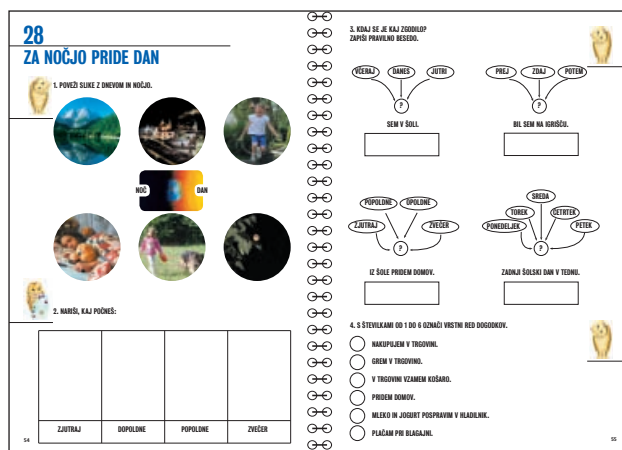 28
ZA NOČJO PRIDE DAN
1. POVEŽI SLIKE Z DNEVOM IN NOČJO.
NOČ
DAN
2. NARIŠI, KAJ POČNEŠ:
ZJUTRAJ
DOPOLDNE
POPOLDNE
ZVEČER
54
3. KDAJ SE JE KAJ ZGODILO?
ZAPIŠI PRAVILNO BESEDO.
VČERAJ
DANES
JUTRI
?
SEM V ŠOLI.
PREJ
ZDAJ
POTEM
?
BIL SEM NA IGRIŠČU.
POPOLDNE
OPOLDNE
ZJUTRAJ
ZVEČER
?
IZ ŠOLE PRIDEM DOMOV.
SREDA
TOREK
ČETRTEK
PONEDELJEK
PETEK
?
ZADNJI ŠOLSKI DAN V TEDNU.
4. S ŠTEVILKAMI OD 1 DO 6 OZNAČI VRSTNI RED DOGODKOV.
NAKUPUJEM V TRGOVINI.
GREM V TRGOVINO.
V TRGOVINI VZAMEM KOŠARO.
PRIDEM DOMOV.
MLEKO IN JOGURT POSPRAVIM V HLADILNIK.
PLAČAM PRI BLAGAJNI.
55